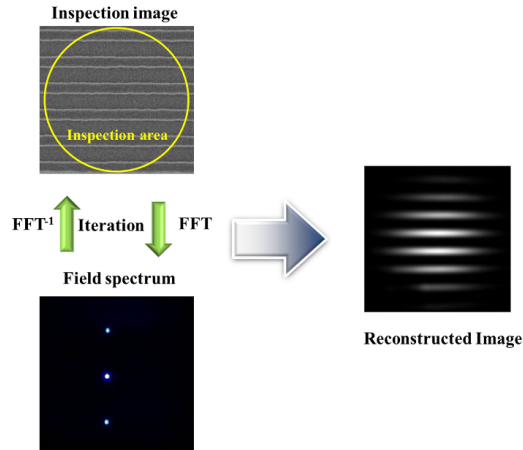 Inspection image
Inspection area
FFT-1 Iteration FFT
Field spectrum
Reconstructed Image